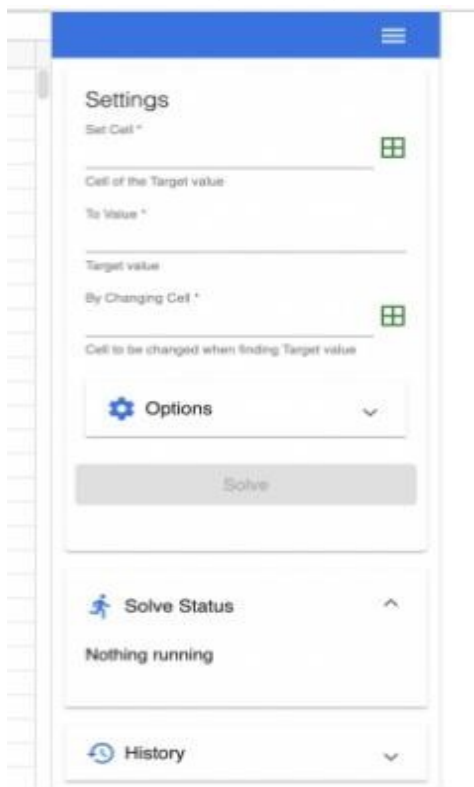 Settings
Set Cell *
Cell of the Target value
To Value *
Target value
By Changing Cell *
Cell to be changed when finding Target value
Options
Solve
Solve Status
Nothing running
History